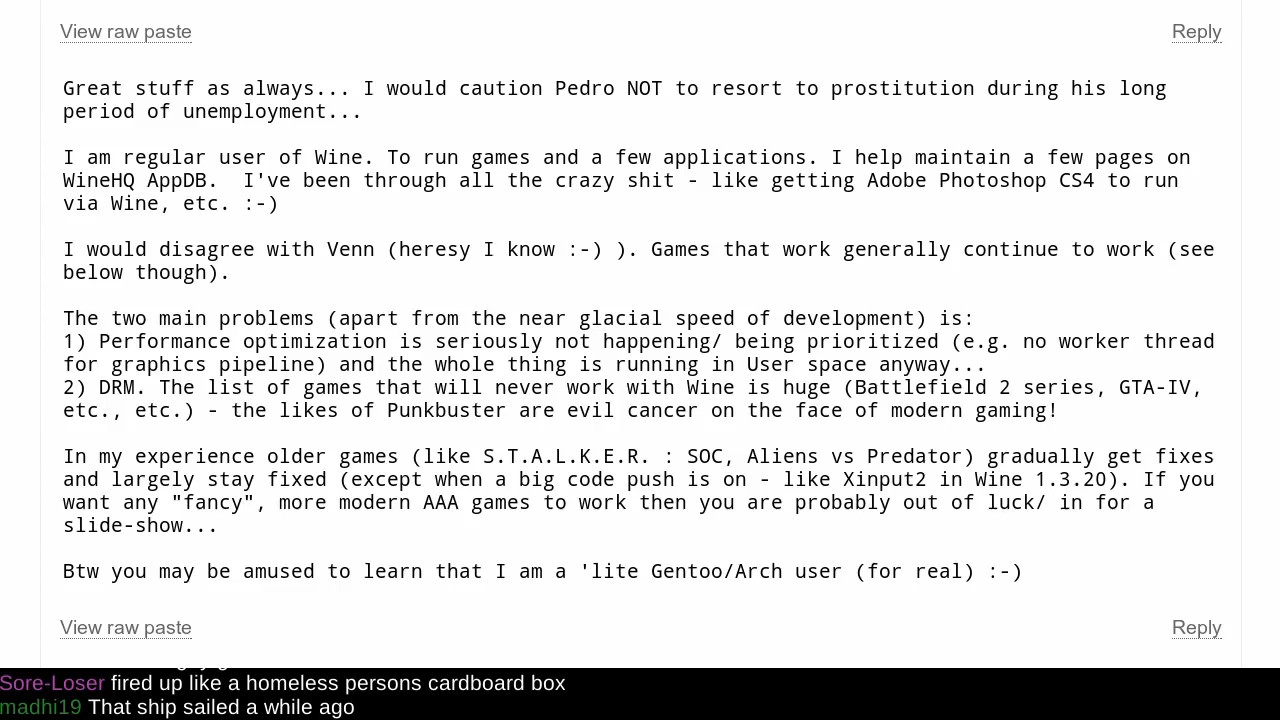 View raw paste
Reply
Great stuff as always... I would caution Pedro NOT to resort to prostitution during his long
period of unemployment...
I am regular user of Wine. To run games and a few applications. I help maintain a few pages on
WineHQ AppDB.  I've been through all the crazy shit - like getting Adobe Photoshop CS4 to run
via Wine, etc. :-)
I would disagree with Venn (heresy I know :-) ). Games that work generally continue to work (see
below though).
The two main problems (apart from the near glacial speed of development) is:
1) Performance optimization is seriously not happening/ being prioritized (e.g. no worker thread
for graphics pipeline) and the whole thing is running in User space anyway...
2) DRM. The list of games that will never work with Wine is huge (Battlefield 2 series, GTA-IV,
etc., etc.) - the likes of Punkbuster are evil cancer on the face of modern gaming!
In my experience older games (like S.T.A.L.K.E.R. : SOC, Aliens vs Predator) gradually get fixes
and largely stay fixed (except when a big code push is on - like Xinput2 in Wine 1.3.20). If you
want any "fancy", more modern AAA games to work then you are probably out of luck/ in for a
slide-show...
Btw you may be amused to learn that I am a 'lite Gentoo/Arch user (for real) :-)
View raw paste
Reply
Sore-Loser fired up like a homeless persons cardboard box
madhi19 That ship sailed a while ago